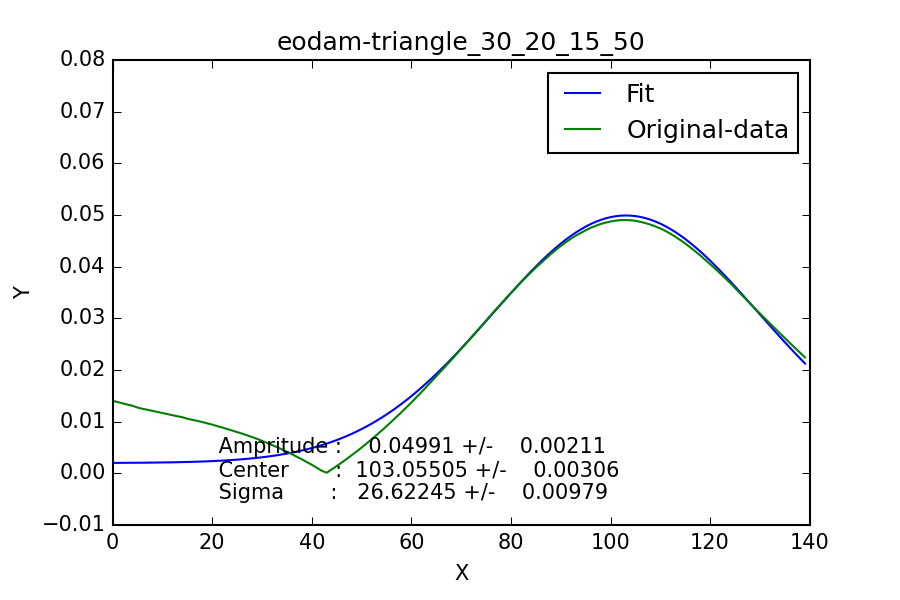 eodam-triangle_30_20_15_50
Fit
Original-data
0.08
0.07
0.06
0.05
0.04
0.03
0.02
0.01
0.00
−0.01
Y
Ampritude : 0.04991 +/- 0.00211
Center : 103.05505 +/- 0.00306
Sigma : 26.62245 +/- 0.00979
0 20 40 60 80 100 120 140
X